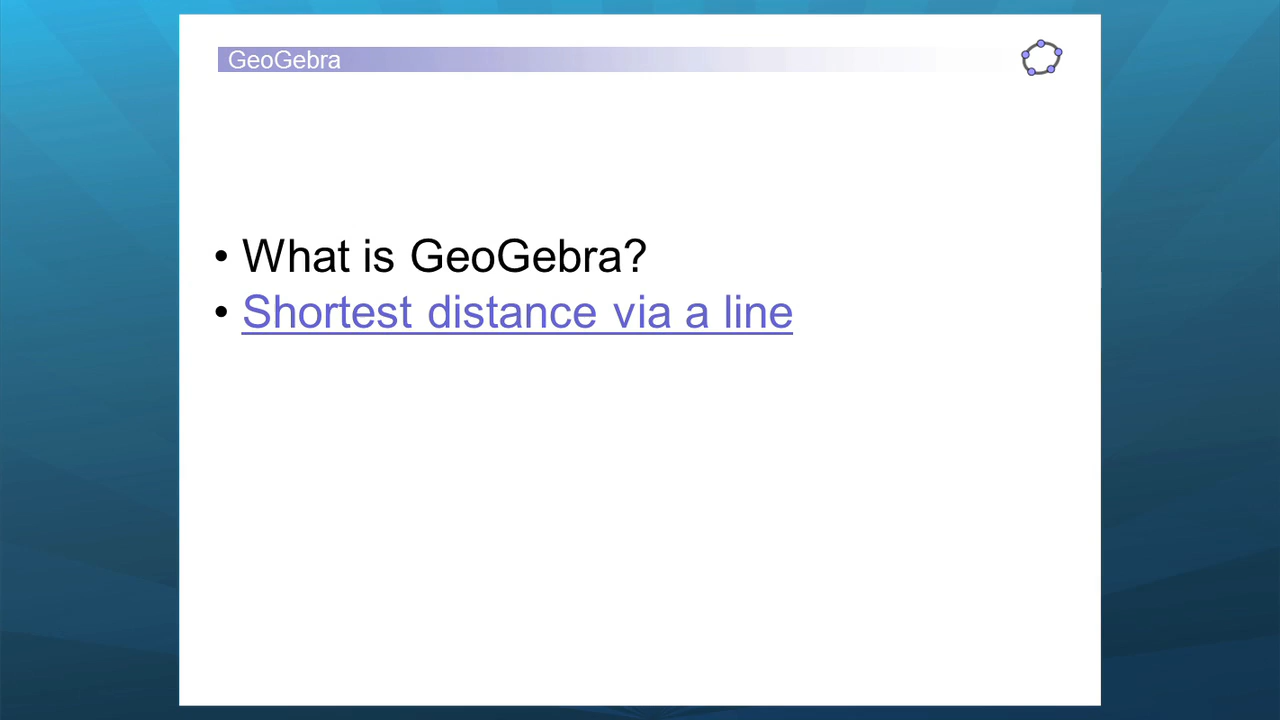 GeoGebra
• What is GeoGebra?
• Shortest distance via a line